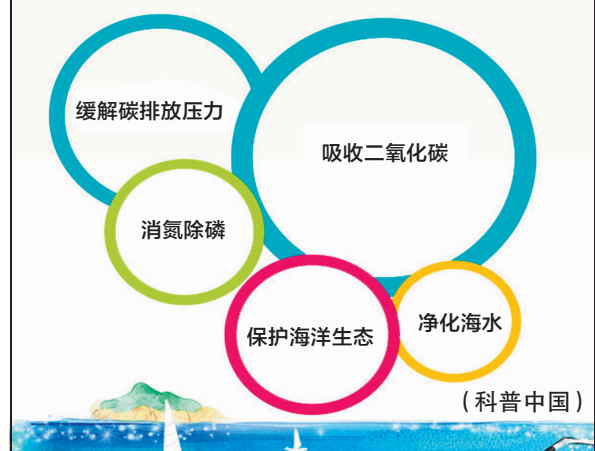 缓解碳排放压力
吸收二氧化碳
消氮除磷
保护海洋生态
净化海水
(科普中国)